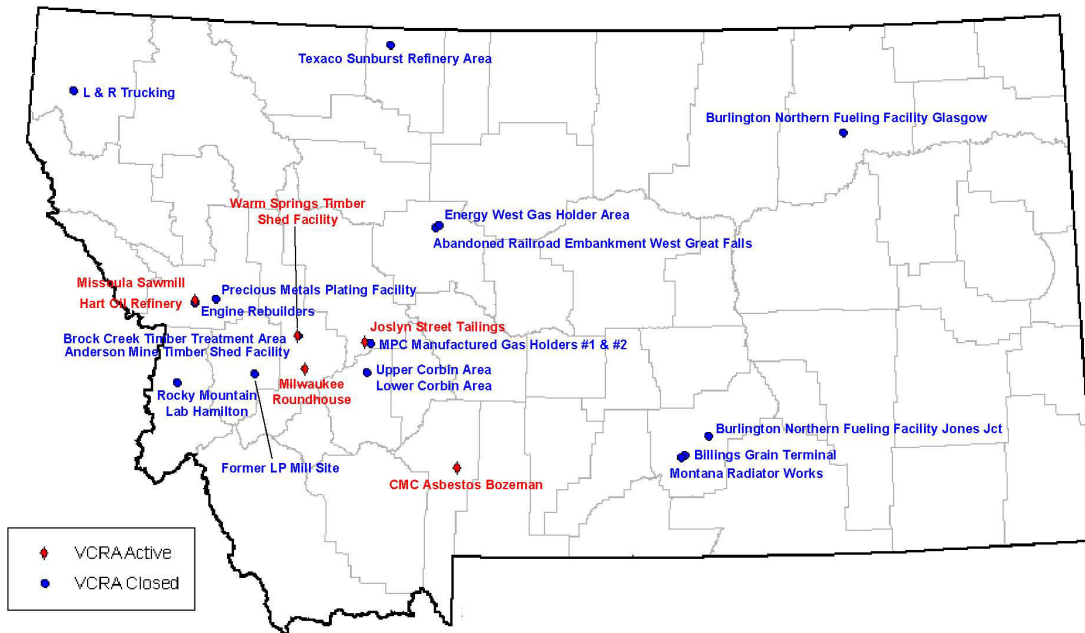 Texaco Sunburst Refinery Area
L & R Trucking
Burlington Northern Fueling Facility Glasgow
Warm Springs Timber
Shed Facility
Energy West Gas Holder Area
Abandoned Railroad Embankment West Great Falls
Missoula Sawmill
Precious Metals Plating Facility
Hart Oil Refinery
Engine Rebuilders
Joslyn Street Tailings
Brock Creek Timber Treatment Area
MPC Manufactured Gas Holders #1 & #2
Anderson Mine Timber Shed Facility
Upper Corbin Area
Lower Corbin Area
Milwaukee
Roundhouse
Rocky Mountain
Lab Hamilton
Burlington Northern Fueling Facility Jones Jct
Billings Grain Terminal
Former LP Mill Site
Montana Radiator Works
CMC Asbestos Bozeman
VCRA Active
VCRA Closed